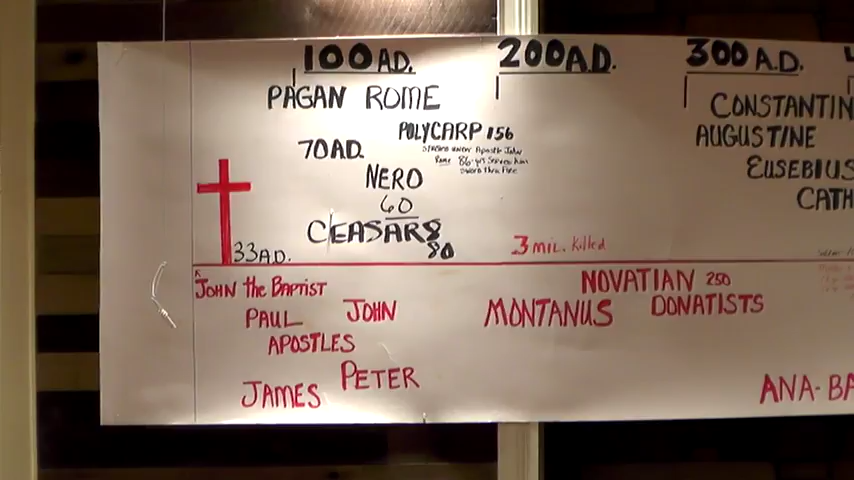 100 A.D. 200 A.D. 300 A.D.
PAGAN ROME
CONSTANTIN
POLYCARP 156
AUGUSTINE
70 AD.
EUSEBIUS
NERO
CATH
60
CEASARS
80
33 A.D.
3 mil. killed
JOHN the BAPTIST
NOVATIAN 250
PAUL JOHN
MONTANUS DONATISTS
APOSTLES
PETER
JAMES
ANA-BA